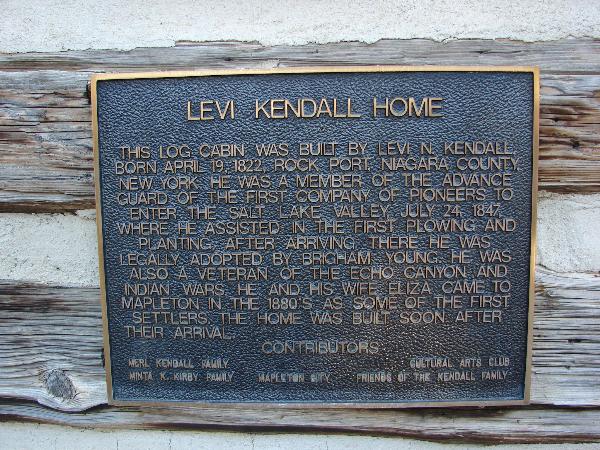 LEVI KENDALL HOME
THIS LOG CABIN WAS BUILT BY LEVI N. KENDALL,
BORN APRIL 19, 1822, ROCK PORT, NIAGARA COUNTY,
NEW YORK. HE WAS A MEMBER OF THE ADVANCE
GUARD OF THE FIRST COMPANY OF PIONEERS TO
ENTER THE SALT LAKE VALLEY, JULY 24, 1847,
WHERE HE ASSISTED IN THE FIRST PLOWING AND
PLANTING. AFTER ARRIVING THERE HE WAS
LEGALLY ADOPTED BY BRIGHAM YOUNG. HE WAS
ALSO A VETERAN OF THE ECHO CANYON AND
INDIAN WARS. HE AND HIS WIFE ELIZA CAME TO
MAPLETON IN THE 1880'S AS SOME OF THE FIRST
SETTLERS. THE HOME WAS BUILT SOON AFTER
THEIR ARRIVAL.
CONTRIBUTORS
MERL KENDALL FAMILY CULTURAL ARTS CLUB
MINTA K. KIRBY FAMILY MAPLETON CITY FRIENDS OF THE KENDALL FAMILY